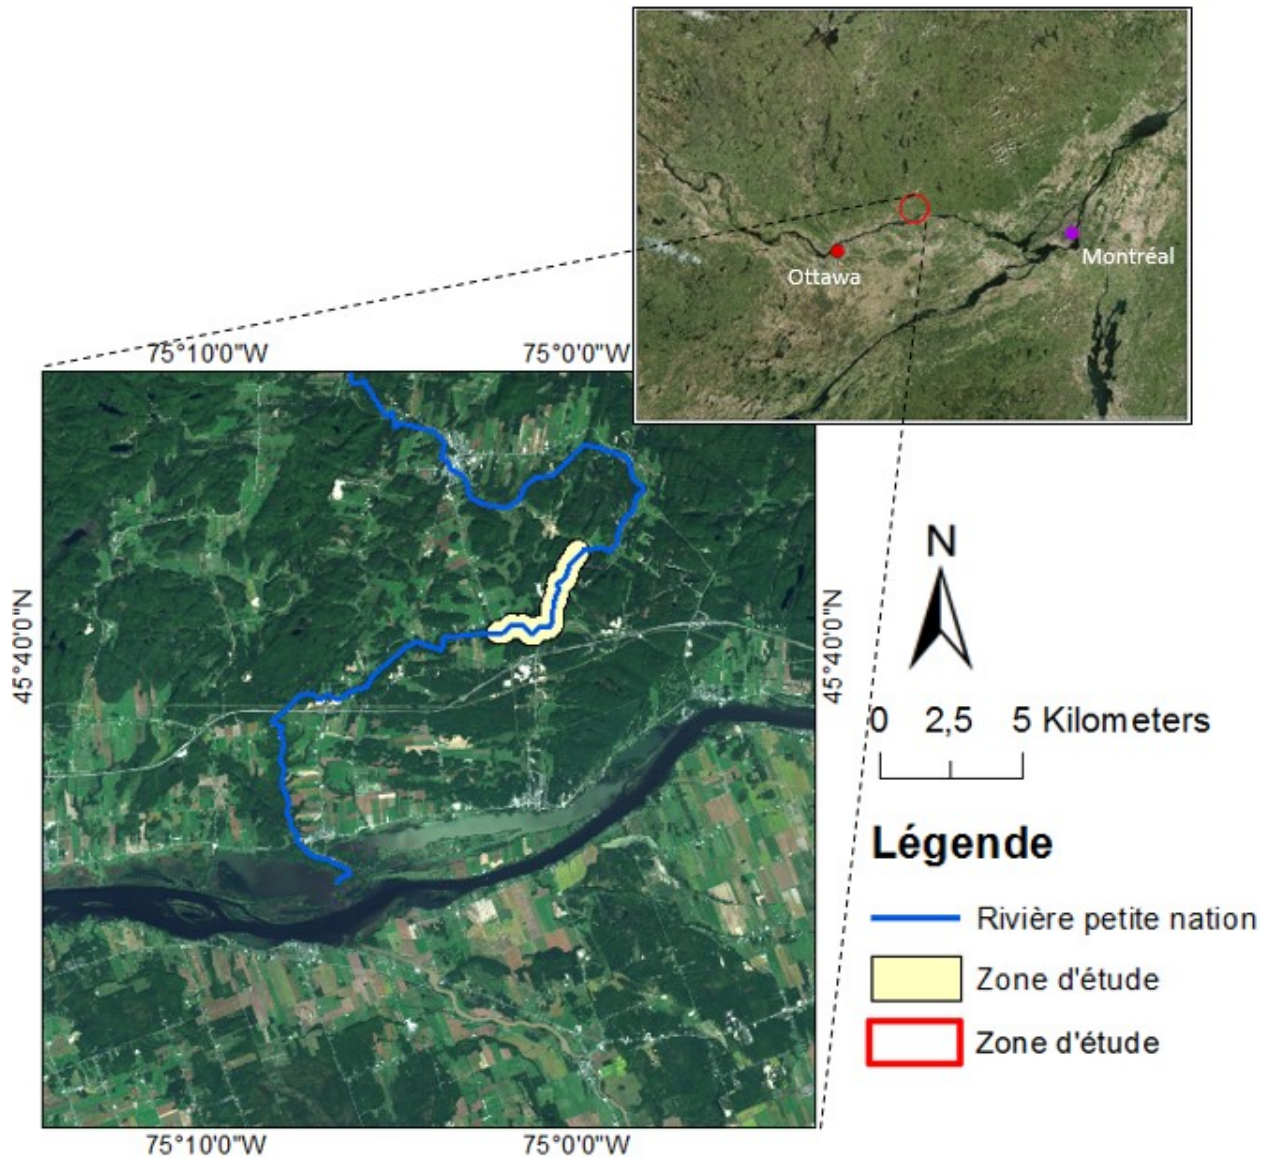 Ottawa
Montréal
75°10'0"W
75°0'0"W
45°40'0"N
45°40'0"N
N
0 2,5 5 Kilometers
Légende
Rivière petite nation
Zone d'étude
Zone d'étude
75°10'0"W
75°0'0"W